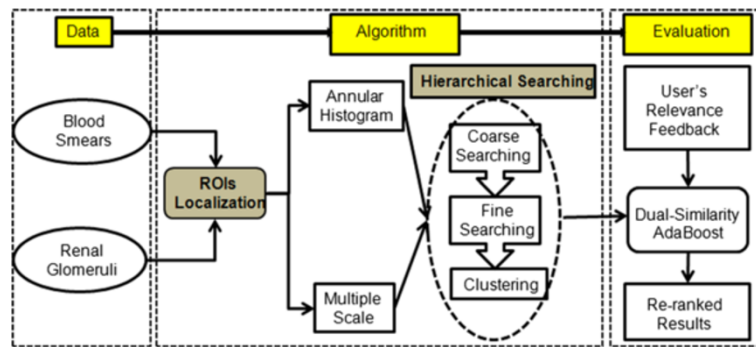 Data
Algorithm
Evaluation
Blood
Smears
Renal
Glomeruli
ROIs
Localization
Annular
Histogram
Multiple
Scale
Hierarchical Searching
Coarse
Searching
Fine
Searching
Clustering
User's
Relevance
Feedback
Dual-Similarity
AdaBoost
Re-ranked
Results